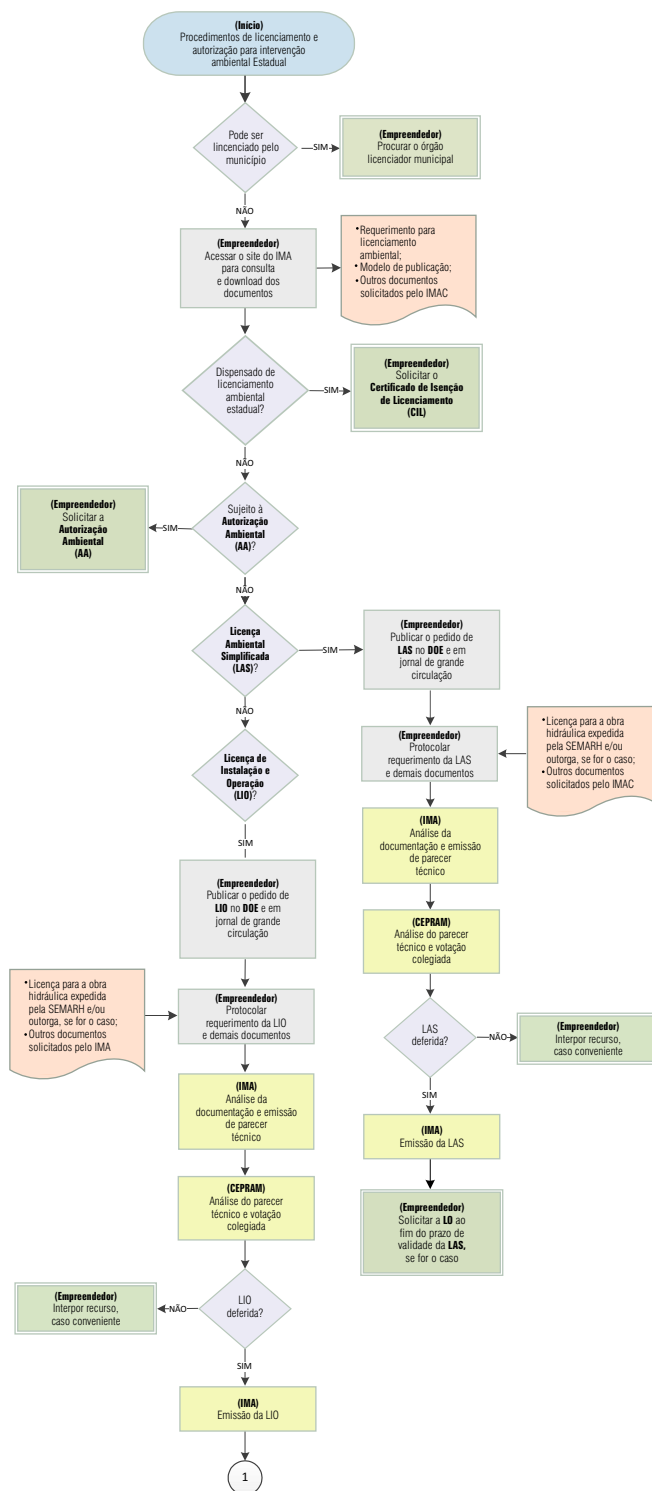 (Início)
Procedimentos de licenciamento e
autorização para intervenção
ambiental Estadual
Pode ser
lincenciado pelo
município
SIM
(Empreendedor)
Procurar o órgão
licenciador municipal
NÃO
(Empreendedor)
Acessar o site do IMA
para consulta
e download dos
documentos
•Requerimento para
licenciamento
ambiental;
• Modelo de publicação;
•Outros documentos
solicitados pelo IMAC
Dispensado de
licenciamento
ambiental
estadual?
SIM
(Empreendedor)
Solicitar o
Certificado de Isenção
de Licenciamento
(CIL)
NÃO
Sujeito à
Autorização
Ambiental
(AA)?
SIM
(Empreendedor)
Solicitar a
Autorização
Ambiental
(AA)
NÃO
Licença
Ambiental
Simplificada
(LAS)?
SIM
(Empreendedor)
Publicar o pedido de
LAS no DOE e em
jornal de grande
circulação
(Empreendedor)
Protocolar
requerimento da LAS
e demais documentos
•Licença para a obra
hidráulica expedida
pela SEMARH e/ou
outorga, se for o caso;
•Outros documentos
solicitados pelo IMAC
(IMA)
Análise da
documentação e emissão
de parecer
técnico
(CEPRAM)
Análise do parecer
técnico e votação
colegiada
LAS
deferida?
NÃO
(Empreendedor)
Interpor recurso,
caso conveniente
SIM
(IMA)
Emissão da LAS
(Empreendedor)
Solicitar a LO ao
fim do prazo de
validade da LAS,
se for o caso
NÃO
Licença de
Instalação e
Operação
(LIO)?
SIM
(Empreendedor)
Publicar o pedido de
LIO no DOE e em
jornal de grande
circulação
•Licença para a obra
hidráulica expedida
pela SEMARH e/ou
outorga, se for o caso;
•Outros documentos
solicitados pelo IMA
(Empreendedor)
Protocolar
requerimento da LIO
e demais documentos
(IMA)
Análise da
documentação e emissão
de parecer
técnico
(CEPRAM)
Análise do parecer
técnico e votação
colegiada
LIO
deferida?
NÃO
(Empreendedor)
Interpor recurso,
caso conveniente
SIM
(IMA)
Emissão da LIO
1